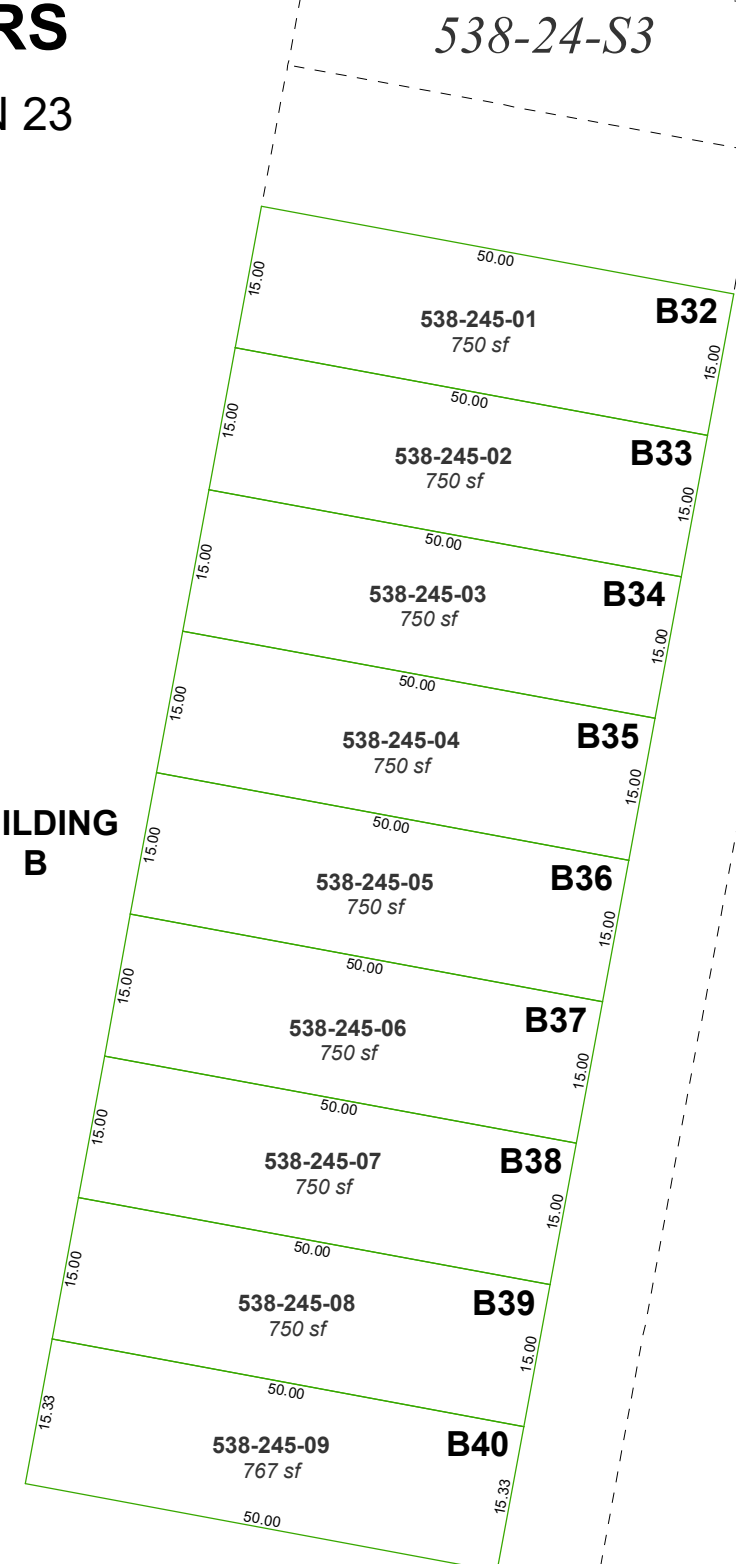 RS
538-24-S3
N 23
50.00
15.00
538-245-01
750 sf
B32
15.00
50.00
15.00
538-245-02
750 sf
B33
15.00
50.00
15.00
538-245-03
750 sf
B34
15.00
50.00
15.00
538-245-04
750 sf
B35
15.00
50.00
ILDING
B
15.00
538-245-05
750 sf
B36
15.00
50.00
15.00
538-245-06
750 sf
B37
15.00
50.00
15.00
538-245-07
750 sf
B38
15.00
50.00
15.00
538-245-08
750 sf
B39
15.00
50.00
15.33
538-245-09
767 sf
B40
15.33
50.00